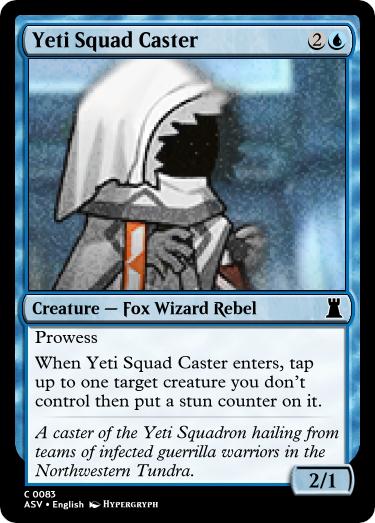 Yeti Squad Caster 2
Creature — Fox Wizard Rebel
Prowess
When Yeti Squad Caster enters, tap
up to one target creature you don't
control then put a stun counter on it.
A caster of the Yeti Squadron hailing from
teams of infected guerrilla warriors in the
Northwestern Tundra.
2/1
C 0083
ASV • English HYPERGRYPH